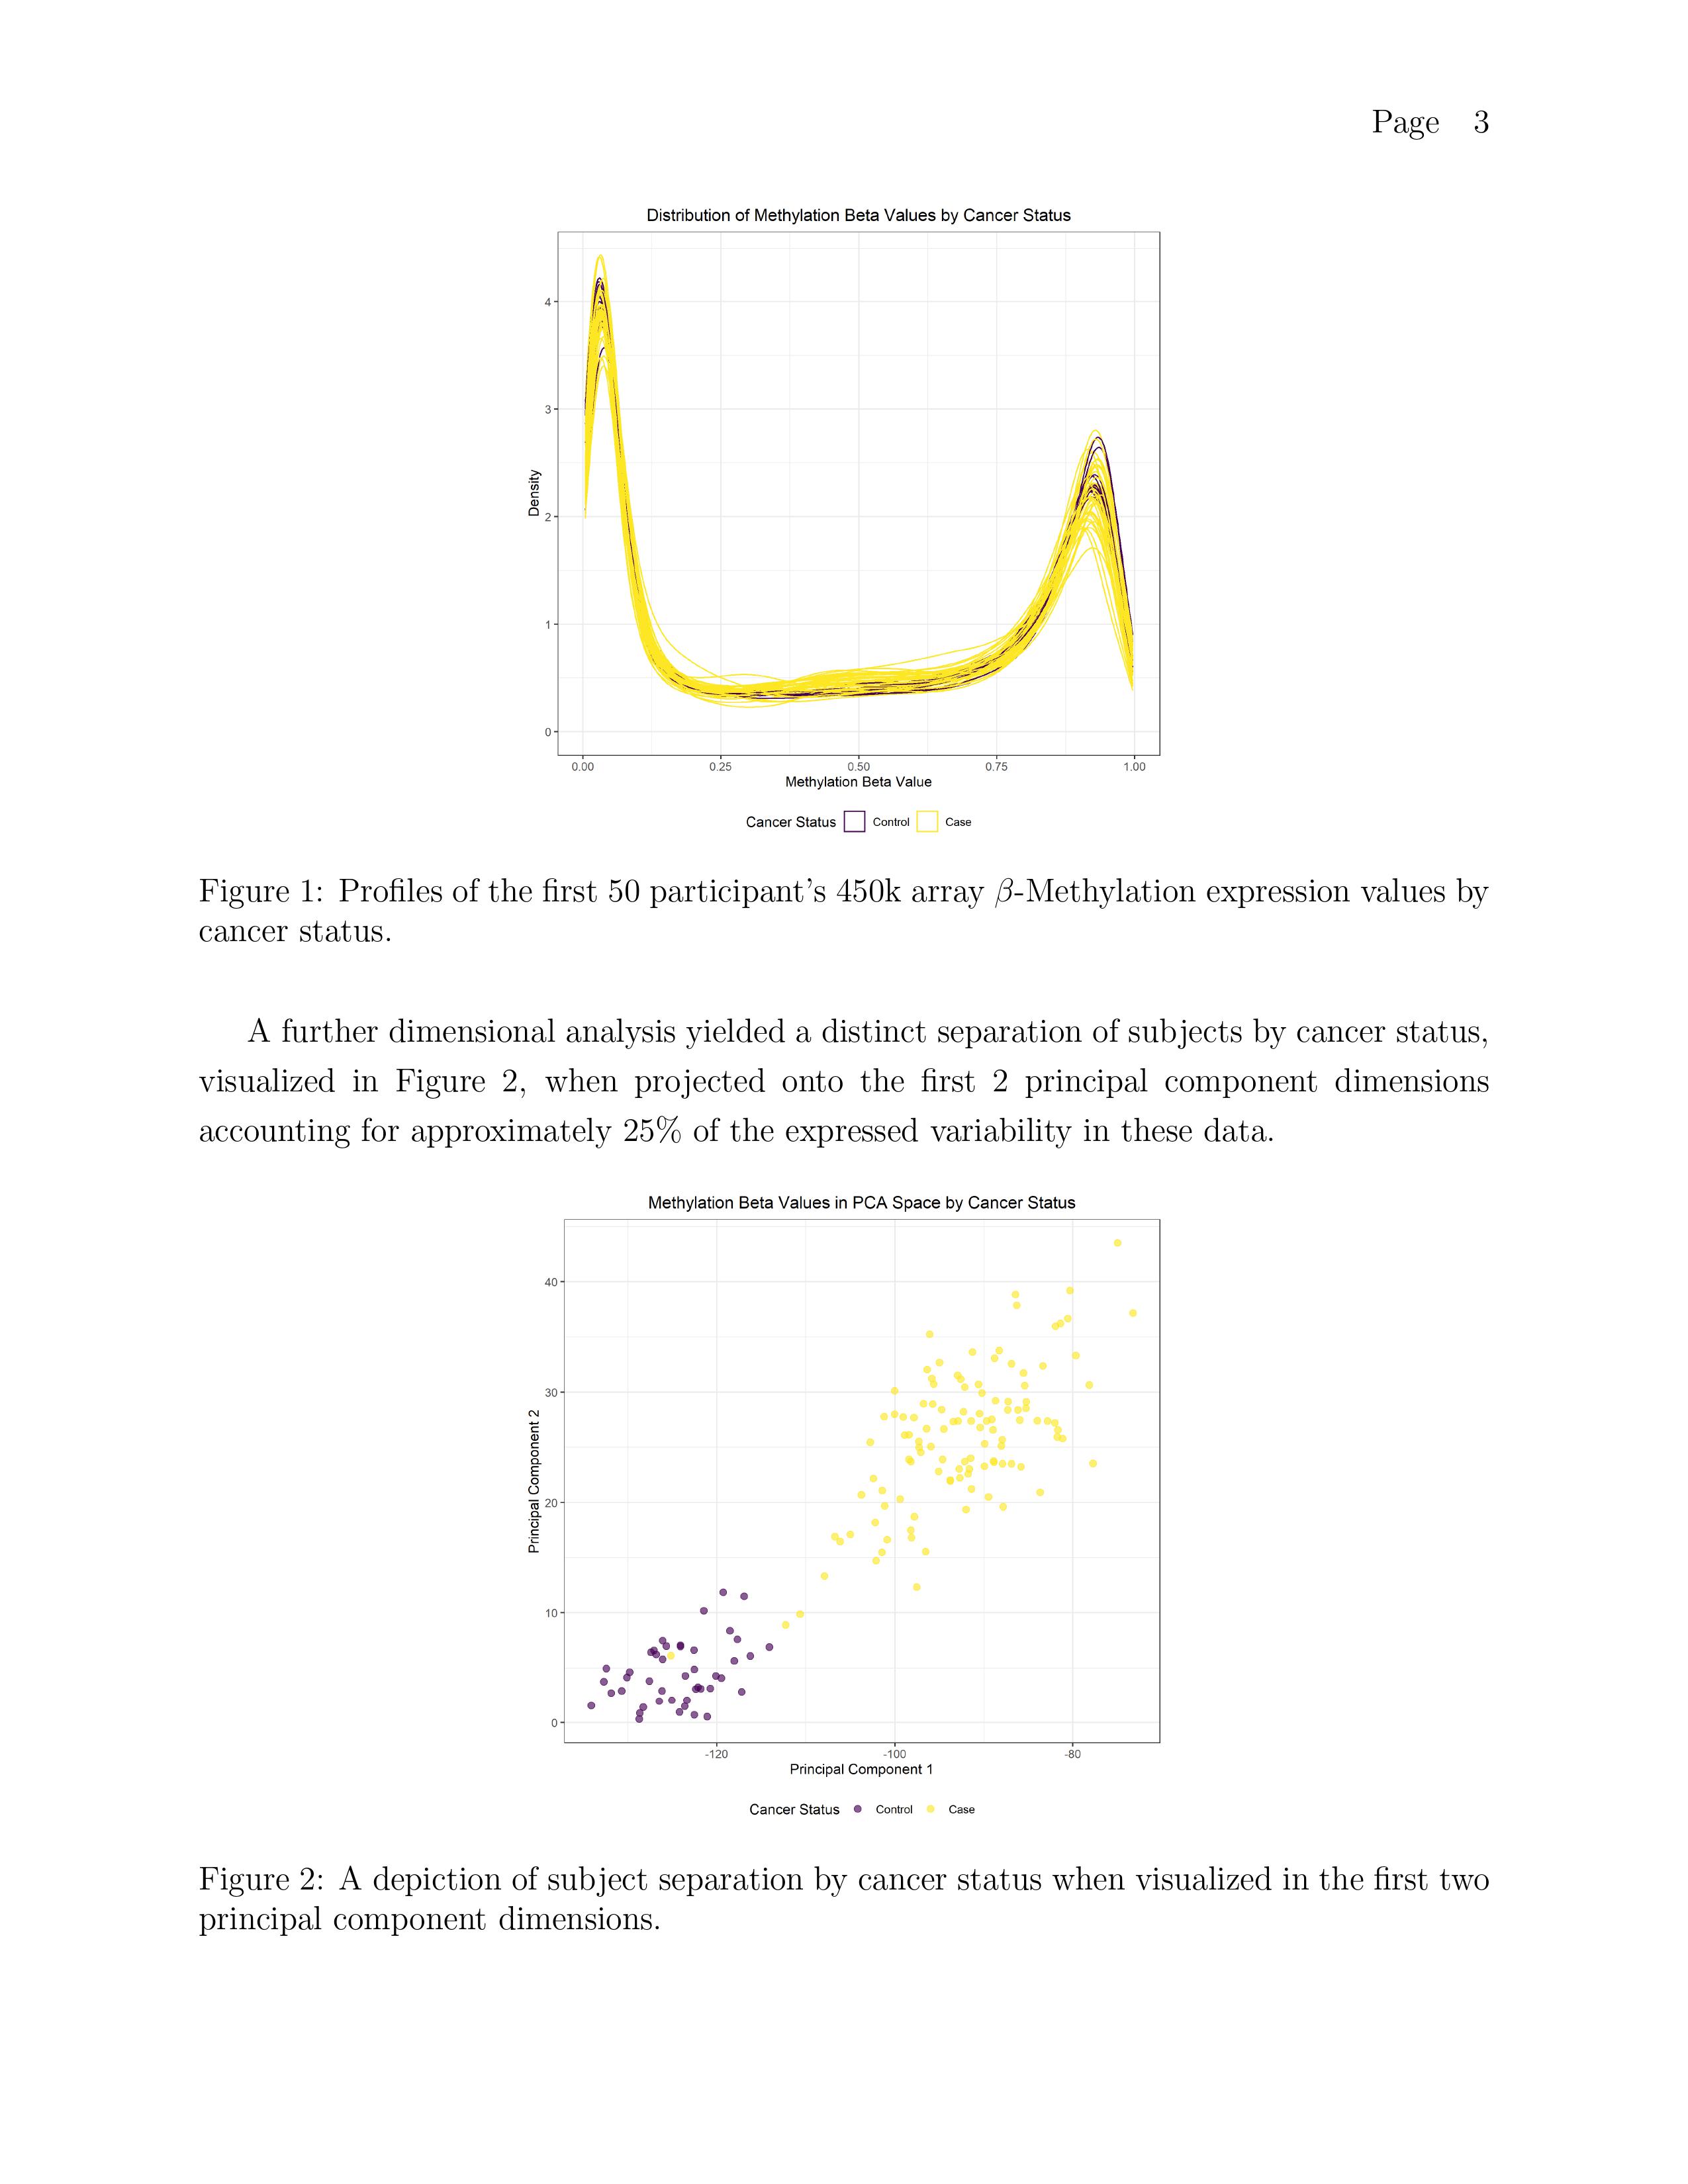 Page 3
Distribution of Methylation Beta Values by Cancer Status
4
3
Density
2
1
0
0.00 0.25 0.50 0.75 1.00
Methylation Beta Value
Cancer Status Control Case
Figure 1: Profiles of the first 50 participant's 450k array β-Methylation expression values by
cancer status.
A further dimensional analysis yielded a distinct separation of subjects by cancer status,
visualized in Figure 2, when projected onto the first 2 principal component dimensions
accounting for approximately 25% of the expressed variability in these data.
Methylation Beta Values in PCA Space by Cancer Status
40
30
Principal Component 2
20
10
0
-120 -100 -80
Principal Component 1
Cancer Status Control Case
Figure 2: A depiction of subject separation by cancer status when visualized in the first two
principal component dimensions.